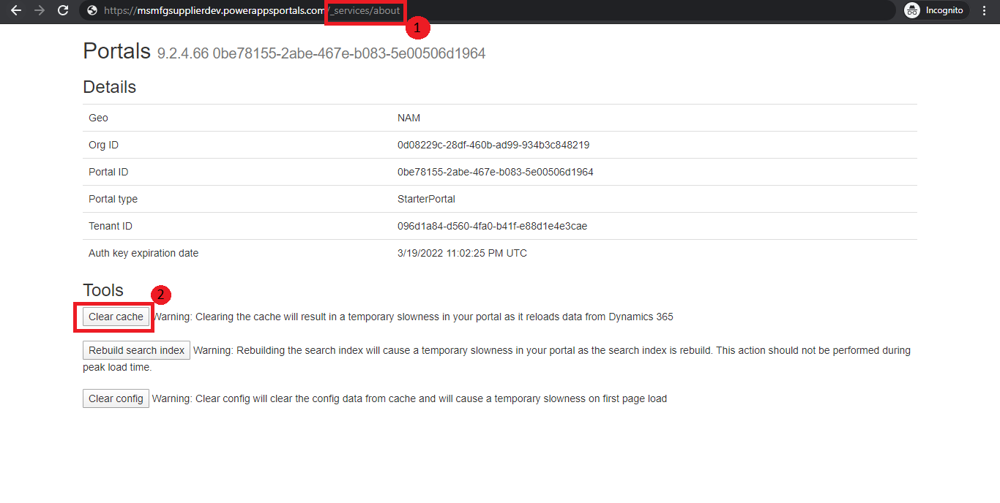 https://msmfgsupplierdev.powerappsportals.com/_services/about
Incognito
1
Portals 9.2.4.66 0be78155-2abe-467e-b083-5e00506d1964
Details
Geo NAM
Org ID 0d08229c-28df-460b-ad99-934b3c848219
Portal ID 0be78155-2abe-467e-b083-5e00506d1964
Portal type StarterPortal
Tenant ID 096d1a84-d560-4fa0-b41f-e88d1e4e3cae
Auth key expiration date 3/19/2022 11:02:25 PM UTC
Tools
2
Clear cache Warning: Clearing the cache will result in a temporary slowness in your portal as it reloads data from Dynamics 365
Rebuild search index Warning: Rebuilding the search index will cause a temporary slowness in your portal as the search index is rebuild. This action should not be performed during
peak load time.
Clear config Warning: Clear config will clear the config data from cache and will cause a temporary slowness on first page load